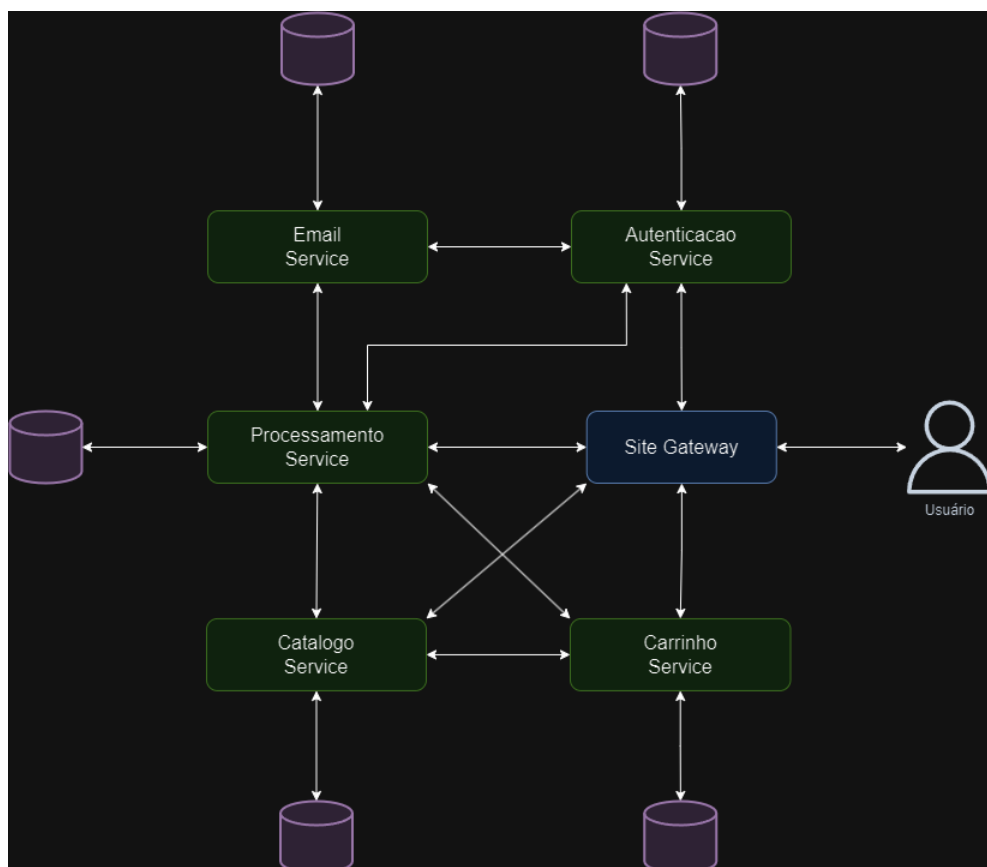 Email
Service
Autenticacao
Service
Processamento
Service
Site Gateway
Usuário
Catalogo
Service
Carrinho
Service